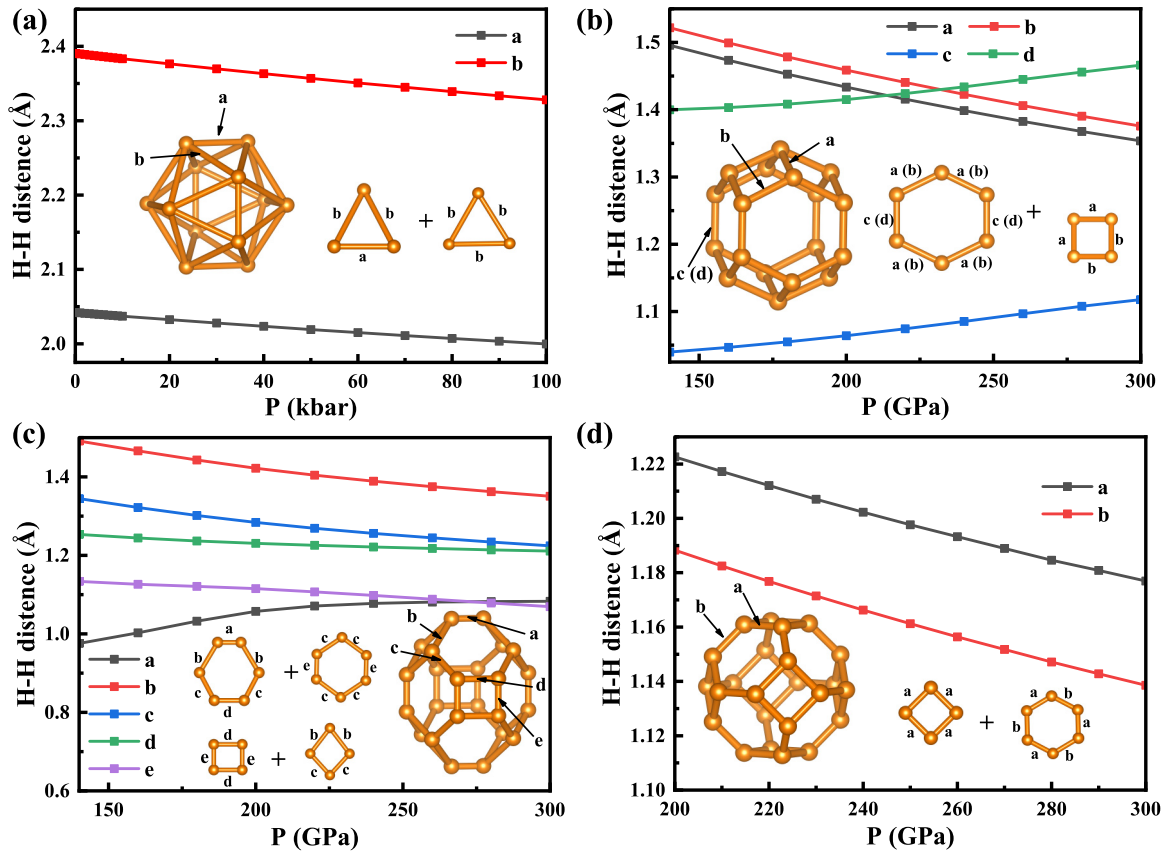 (a)
H-H distence (Å)
2.4
2.3
2.2
2.1
2.0
a
b
a
b
b
b
a
+
b
b
b
0
20
40
60
80
100
P (kbar)
(b)
H-H distence (Å)
1.5
1.4
1.3
1.2
1.1
a
b
c
d
b
a
c (d)
a (b)
a (b)
c (d)
c (d)
a (b)
a (b)
+
a
a
b
b
150
200
250
300
P (GPa)
(c)
H-H distence (Å)
1.4
1.2
1.0
0.8
0.6
a
b
c
d
e
a
b
b
c
c
d
+
c
c
e
e
c
c
d
e
e
d
+
b
b
c
c
a
b
c
d
e
150
200
250
300
P (GPa)
(d)
H-H distence (Å)
1.22
1.20
1.18
1.16
1.14
1.12
1.10
a
b
b
a
a
a
a
a
+
a
b
b
a
a
b
200
220
240
260
280
300
P (GPa)